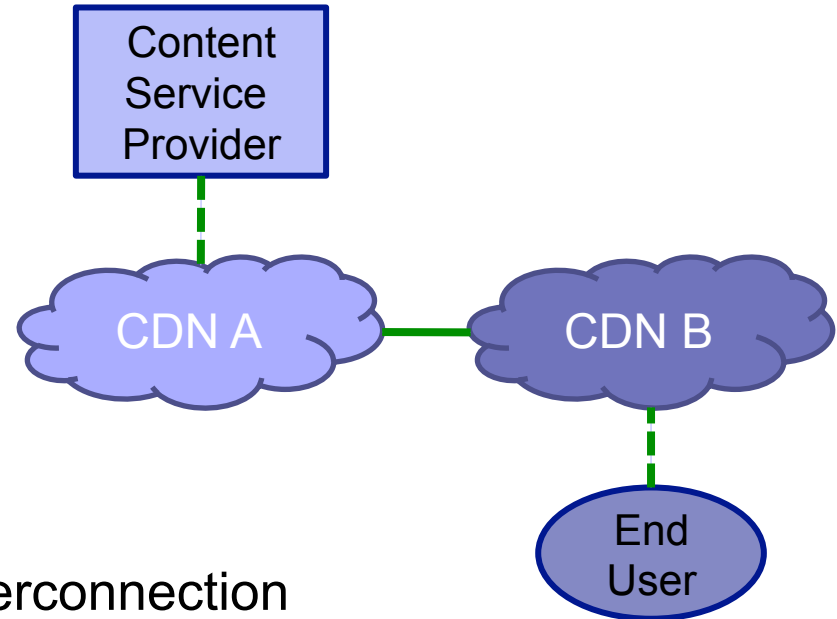 Content
Service
Provider
CDN A
CDN B
End
User
erconnection